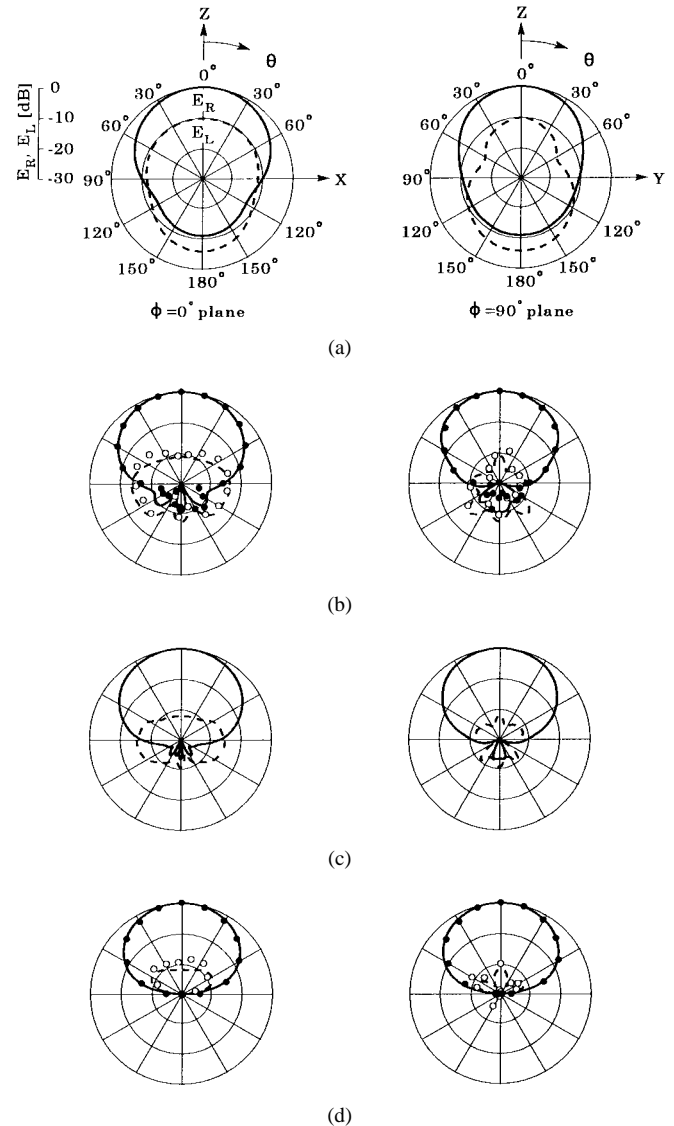 Z
θ
0°
30° 30°
60° 60°
90° X
120° 120°
150° 150°
180°
E_R
E_L
E_R, E_L [dB]
0
-10
-20
-30
ϕ=0° plane
Z
θ
0°
30° 30°
60° 60°
90° Y
120° 120°
150° 150°
180°
ϕ=90° plane
(a)
(b)
(c)
(d)